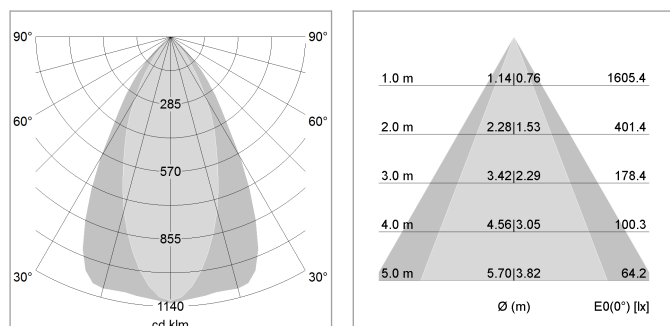 90° 90°
285
60° 60°
570
855
30° 30°
1140
cd klm
1.0 m 1.14|0.76 1605.4
2.0 m 2.28|1.53 401.4
3.0 m 3.42|2.29 178.4
4.0 m 4.56|3.05 100.3
5.0 m 5.70|3.82 64.2
Ø (m) E0(0°) [lx]